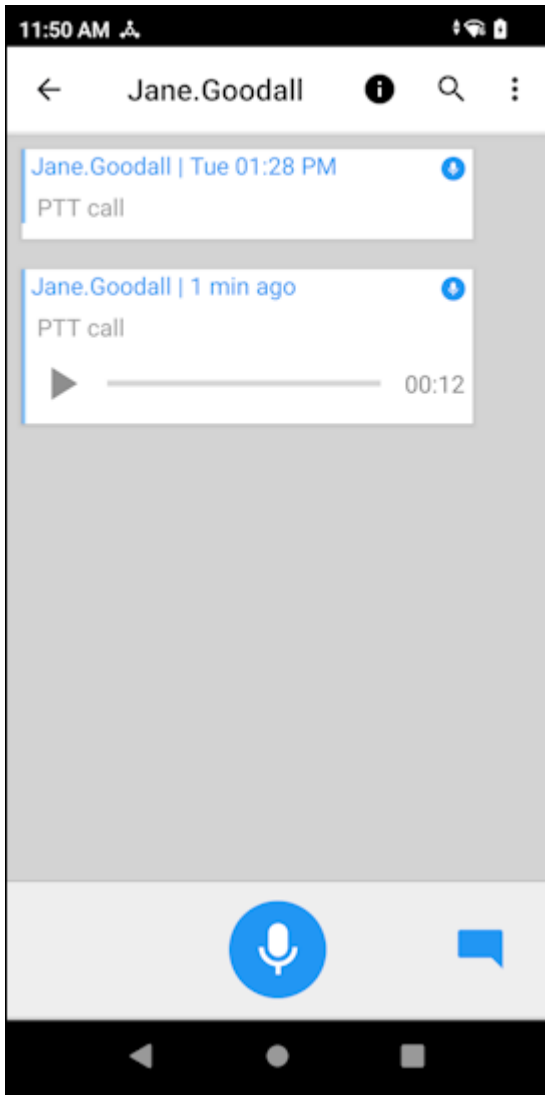 11:50 AM
Jane.Goodall
Jane.Goodall | Tue 01:28 PM
PTT call
Jane.Goodall | 1 min ago
PTT call
00:12